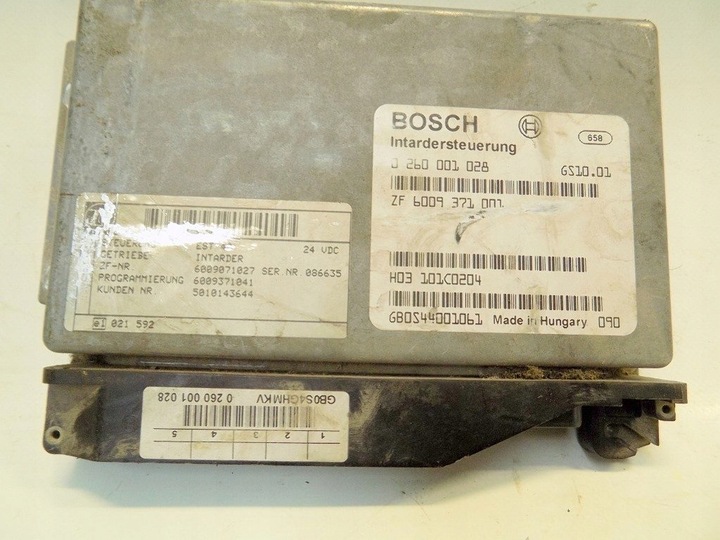 BOSCH
658
Intardersteuerung
0 260 001 028 GS10.01
ZF 6009 371 001
H03 101C0204
GB0S44001061 Made in Hungary 090
24 VDC
GETRIEBE INTARDER
ZF-NR 6009071027 SER.NR. 086635
PROGRAMMIERUNG 6009371041
KUNDEN NR. 5010143644
e1 021 592
GB0S4GHMKV 0 260 001 028
1 2 3 4 5